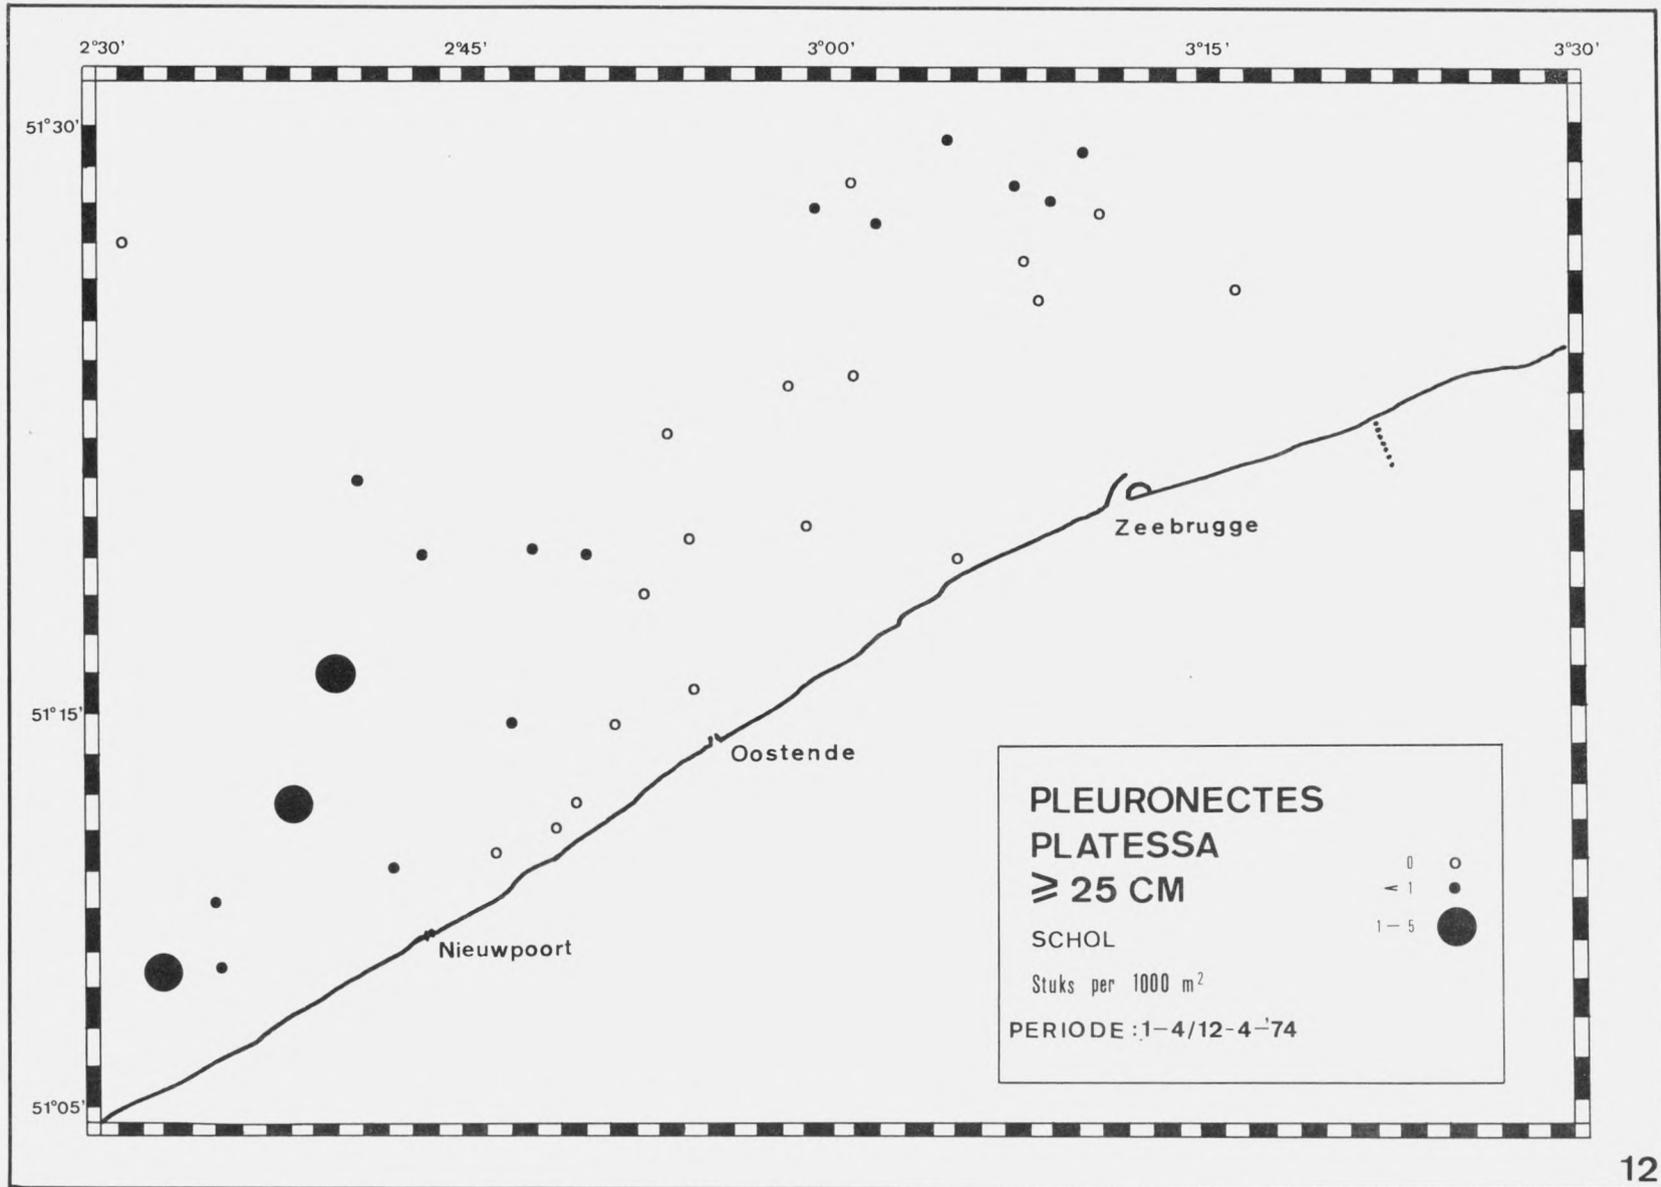 2°30' 2°45' 3°00' 3°15' 3°30'
51°30'
51°15'
51°05'
Zeebrugge
Oostende
Nieuwpoort
PLEURONECTES
PLATESSA
⩾ 25 CM
SCHOL
Stuks per 1000 m²
PERIODE : 1-4/12-4-'74
0
< 1
1 — 5
12